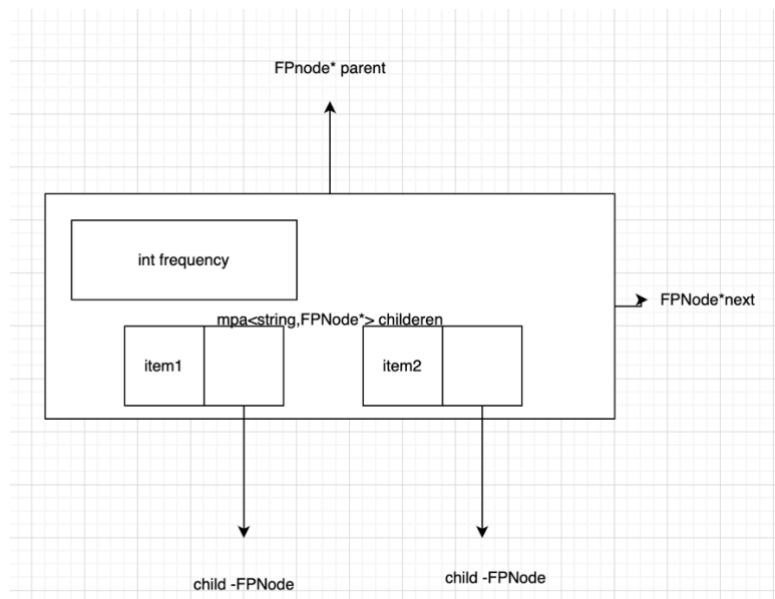 FPnode* parent
int frequency
FPNode*next
mpa<string,FPNode*> childeren
item1
item2
child -FPNode
child -FPNode